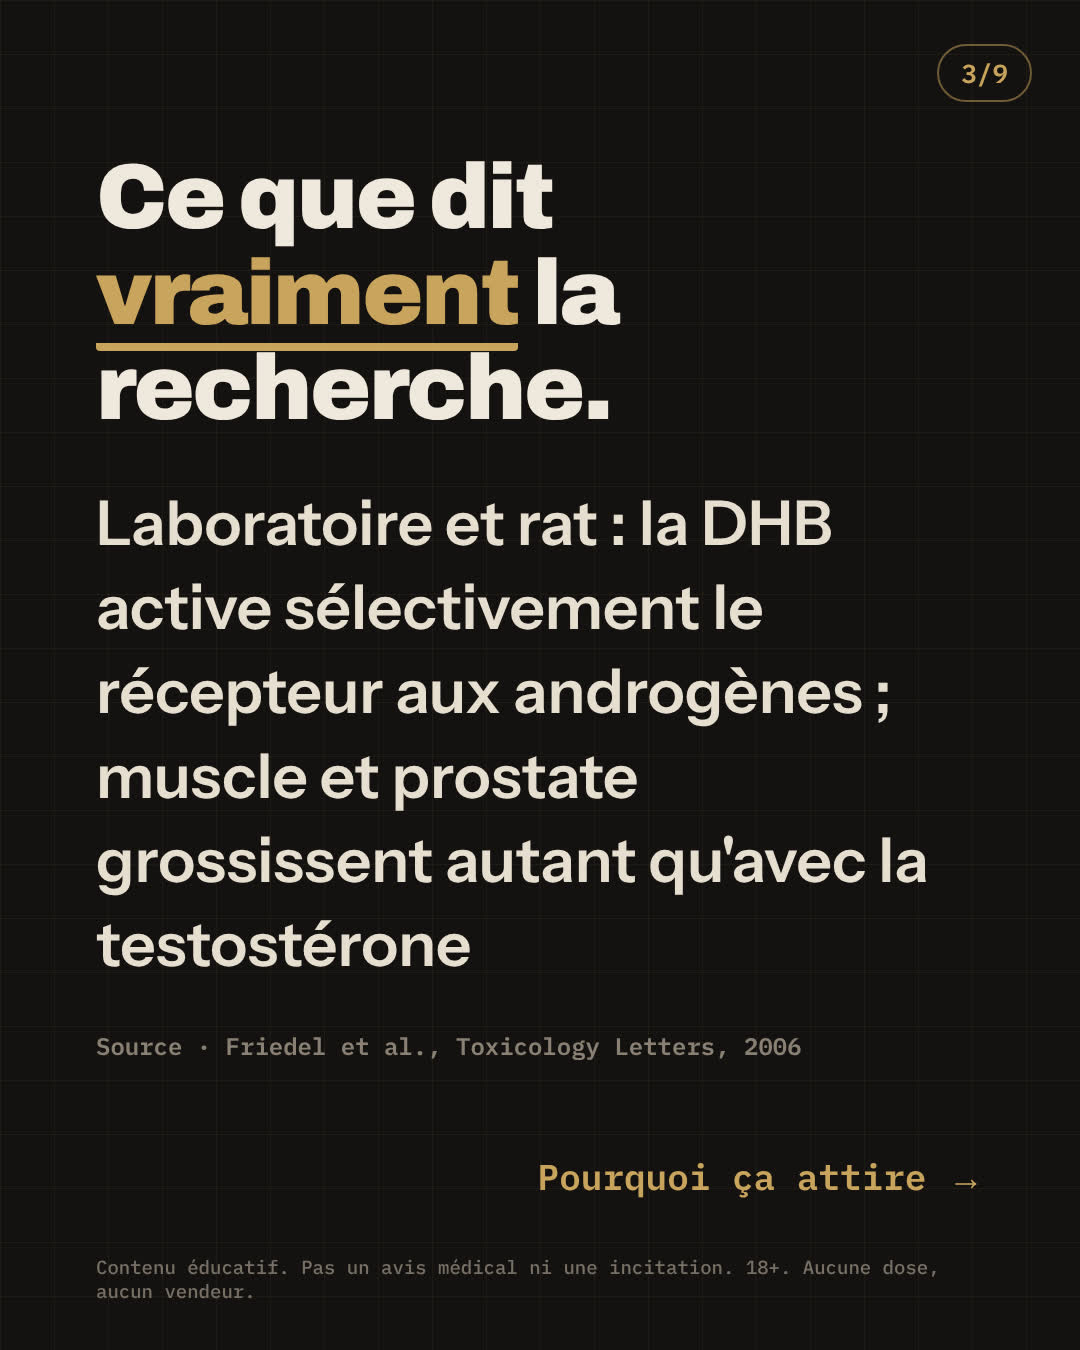 3/9
Ce que dit
vraiment la
recherche.
Laboratoire et rat : la DHB
active sélectivement le
récepteur aux androgènes ;
muscle et prostate
grossissent autant qu'avec la
testostérone
Source · Friedel et al., Toxicology Letters, 2006
Pourquoi ça attire →
Contenu éducatif. Pas un avis médical ni une incitation. 18+. Aucune dose,
aucun vendeur.